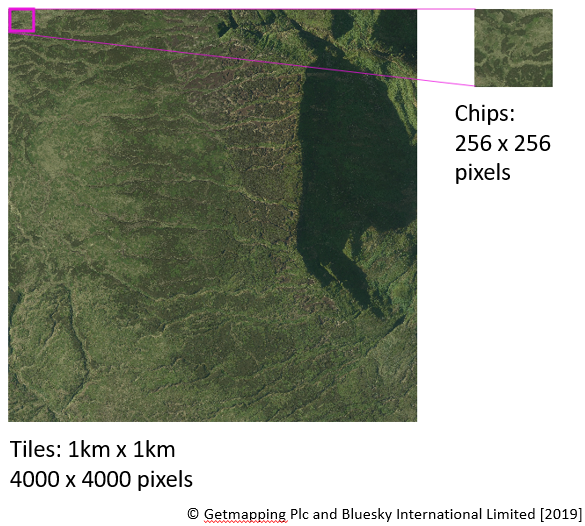 Chips:
256 x 256
pixels
Tiles: 1km x 1km
4000 x 4000 pixels
© Getmapping Plc and Bluesky International Limited [2019]